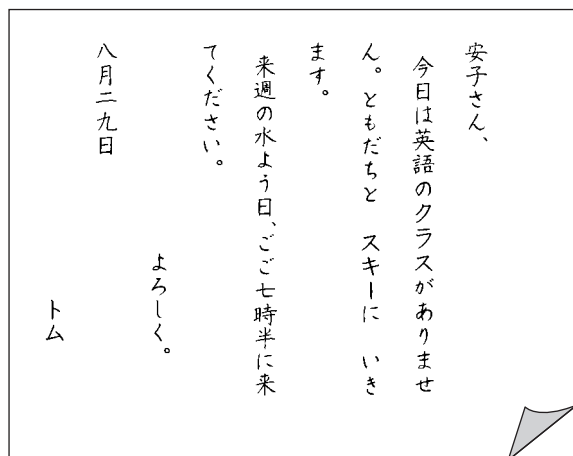 安子さん、
今日は英語のクラスがありませ
ん。ともだちと　スキーに　いき
ます。
来週の水よう日、ごご七時半に来
てください。
よろしく。
八月二九日
トム